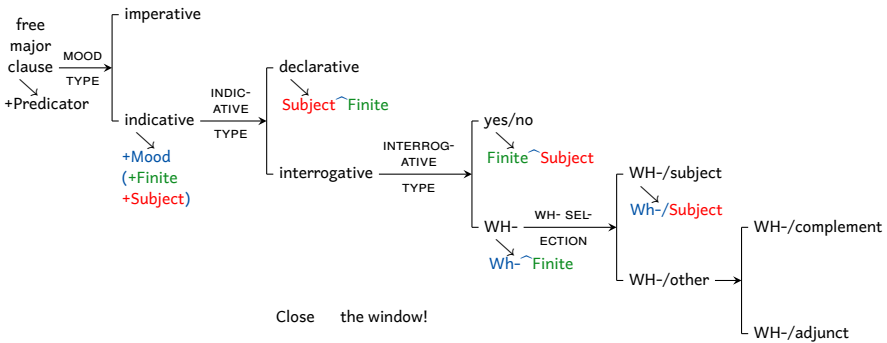 free
major
clause
+Predicator
MOOD
TYPE
imperative
indicative
+Mood
(+Finite
+Subject)
INDIC-
ATIVE
TYPE
declarative
Subject^Finite
interrogative
INTERROG-
ATIVE
TYPE
yes/no
Finite^Subject
WH-
Wh-^Finite
WH- SEL-
ECTION
WH-/subject
Wh-/Subject
WH-/other
WH-/complement
WH-/adjunct
Close the window!